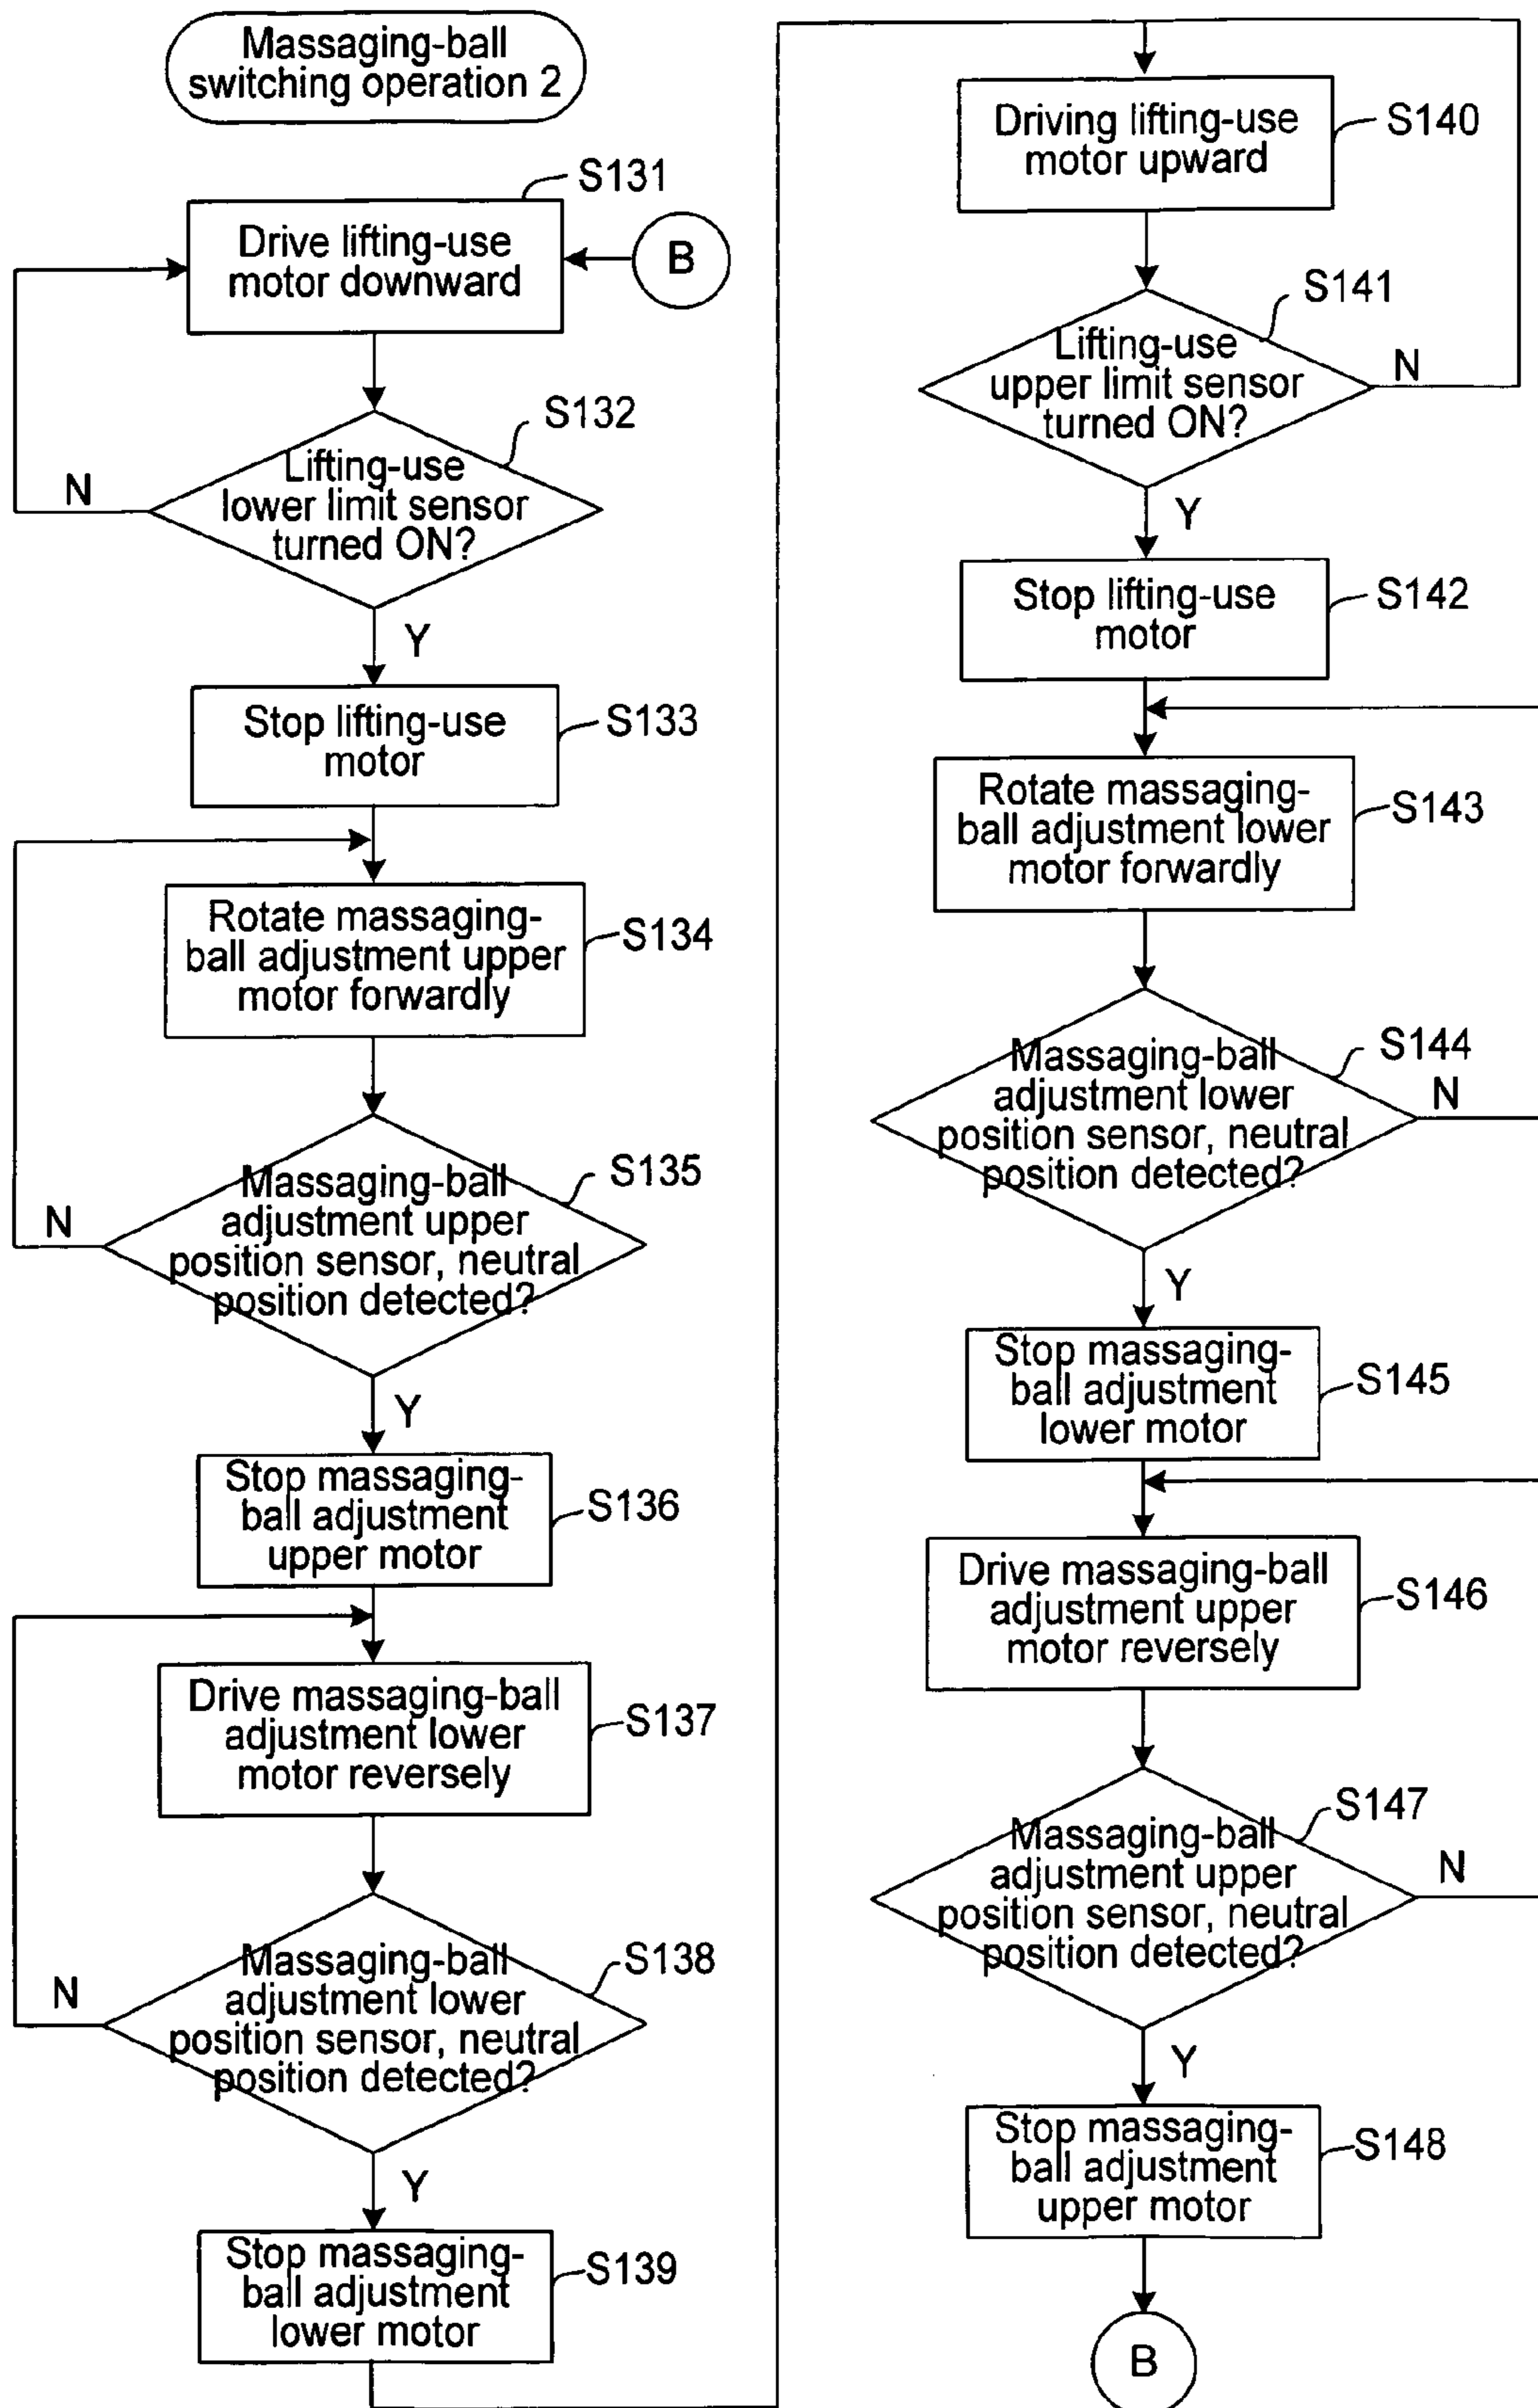 Massaging-ball
switching operation 2
S131
Drive lifting-use
motor downward
B
S132
Lifting-use
lower limit sensor
turned ON?
N
Y
Stop lifting-use
motor
S133
Rotate massaging-
ball adjustment upper
motor forwardly
S134
Massaging-ball
adjustment upper
position sensor, neutral
position detected?
S135
N
Y
Stop massaging-
ball adjustment
upper motor
S136
Drive massaging-ball
adjustment lower
motor reversely
S137
Massaging-ball
adjustment lower
position sensor, neutral
position detected?
S138
N
Y
Stop massaging-
ball adjustment
lower motor
S139
Driving lifting-use
motor upward
S140
S141
Lifting-use
upper limit sensor
turned ON?
N
Y
Stop lifting-use
motor
S142
Rotate massaging-
ball adjustment lower
motor forwardly
S143
Massaging-ball
adjustment lower
position sensor, neutral
position detected?
S144
N
Y
Stop massaging-
ball adjustment
lower motor
S145
Drive massaging-ball
adjustment upper
motor reversely
S146
S147
Massaging-ball
adjustment upper
position sensor, neutral
position detected?
N
Y
Stop massaging-
ball adjustment
upper motor
S148
B